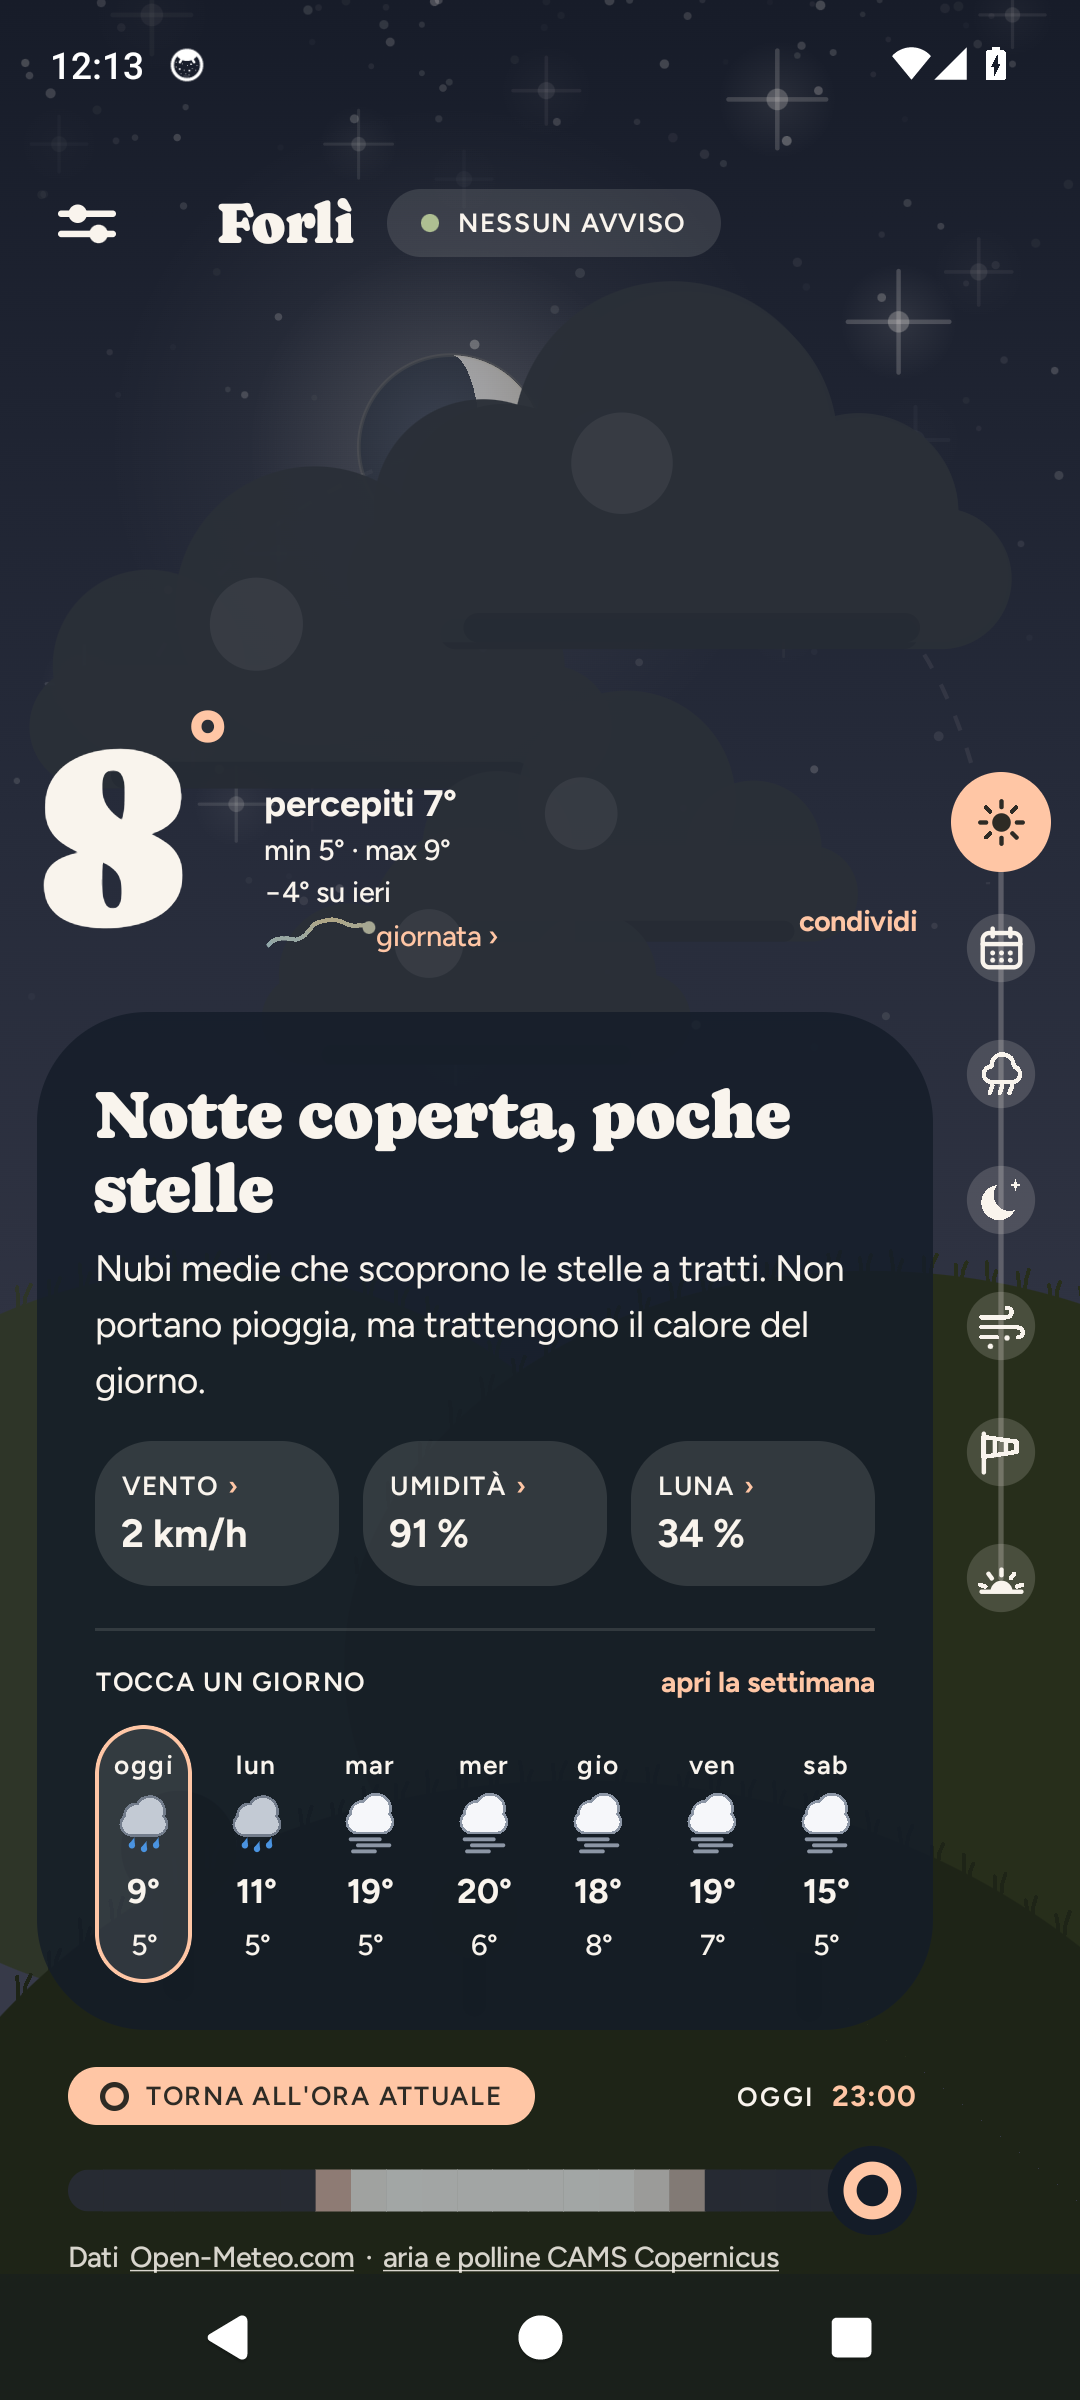 12:13
Forlì
NESSUN AVVISO
8°
percepiti 7°
min 5° · max 9°
−4° su ieri
giornata ›
condividi
Notte coperta, poche
stelle
Nubi medie che scoprono le stelle a tratti. Non
portano pioggia, ma trattengono il calore del
giorno.
VENTO › UMIDITÀ › LUNA ›
2 km/h 91 % 34 %
TOCCA UN GIORNO apri la settimana
oggi lun mar mer gio ven sab
9° 11° 19° 20° 18° 19° 15°
5° 5° 5° 6° 8° 7° 5°
TORNA ALL'ORA ATTUALE OGGI 23:00
Dati Open-Meteo.com · aria e polline CAMS Copernicus